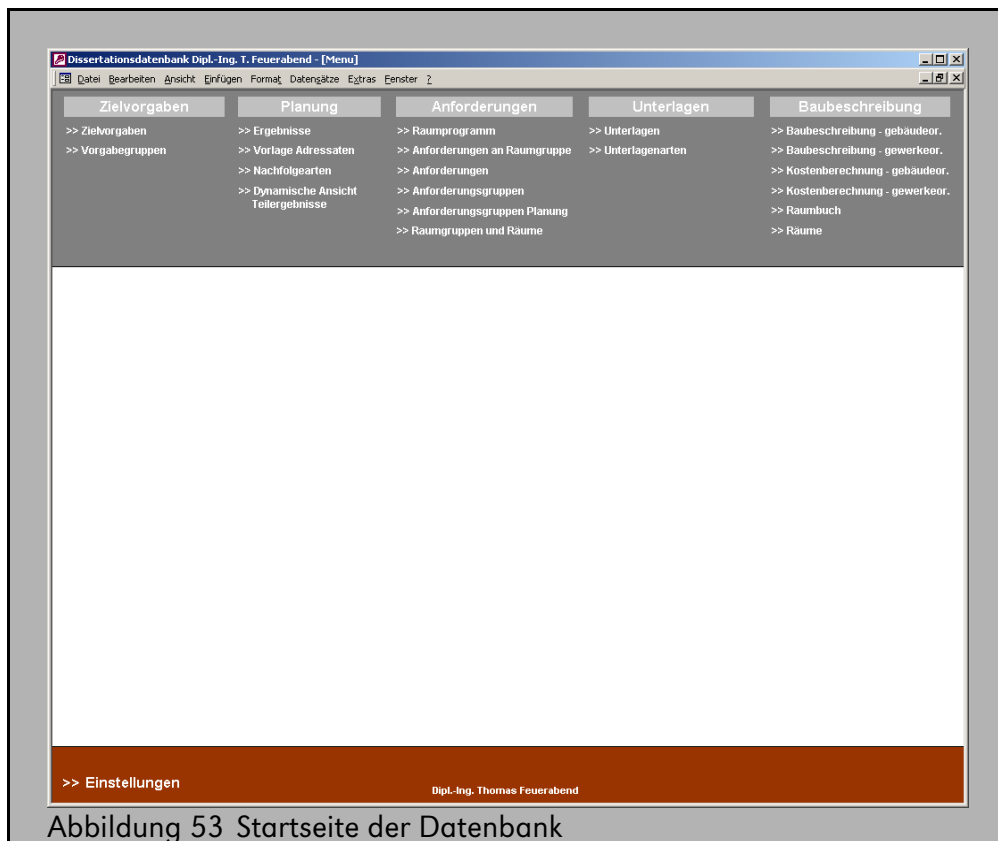 Dissertationsdatenbank Dipl.-Ing. T. Feuerabend - [Menu]
Datei Bearbeiten Ansicht Einfügen Format Datensätze Extras Fenster ?
Zielvorgaben
>> Zielvorgaben
>> Vorgabegruppen
Planung
>> Ergebnisse
>> Vorlage Adressaten
>> Nachfolgearten
>> Dynamische Ansicht
Teilergebnisse
Anforderungen
>> Raumprogramm
>> Anforderungen an Raumgruppe
>> Anforderungen
>> Anforderungsgruppen
>> Anforderungsgruppen Planung
>> Raumgruppen und Räume
Unterlagen
>> Unterlagen
>> Unterlagenarten
Baubeschreibung
>> Baubeschreibung - gebäudeor.
>> Baubeschreibung - gewerkeor.
>> Kostenberechnung - gebäudeor.
>> Kostenberechnung - gewerkeor.
>> Raumbuch
>> Räume
>> Einstellungen
Dipl.-Ing. Thomas Feuerabend
Abbildung 53 Startseite der Datenbank